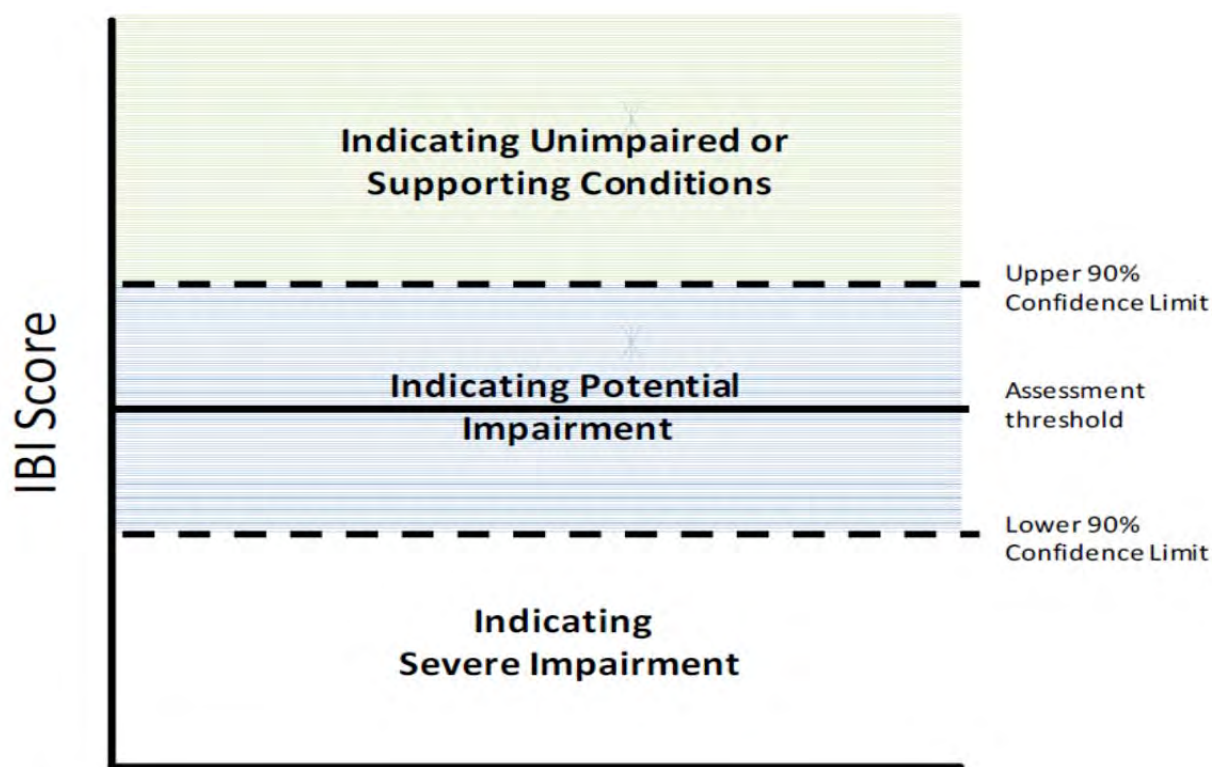 Indicating Unimpaired or
Supporting Conditions
Upper 90%
Confidence Limit
IBI Score
Indicating Potential
Impairment
Assessment
threshold
Lower 90%
Confidence Limit
Indicating
Severe Impairment